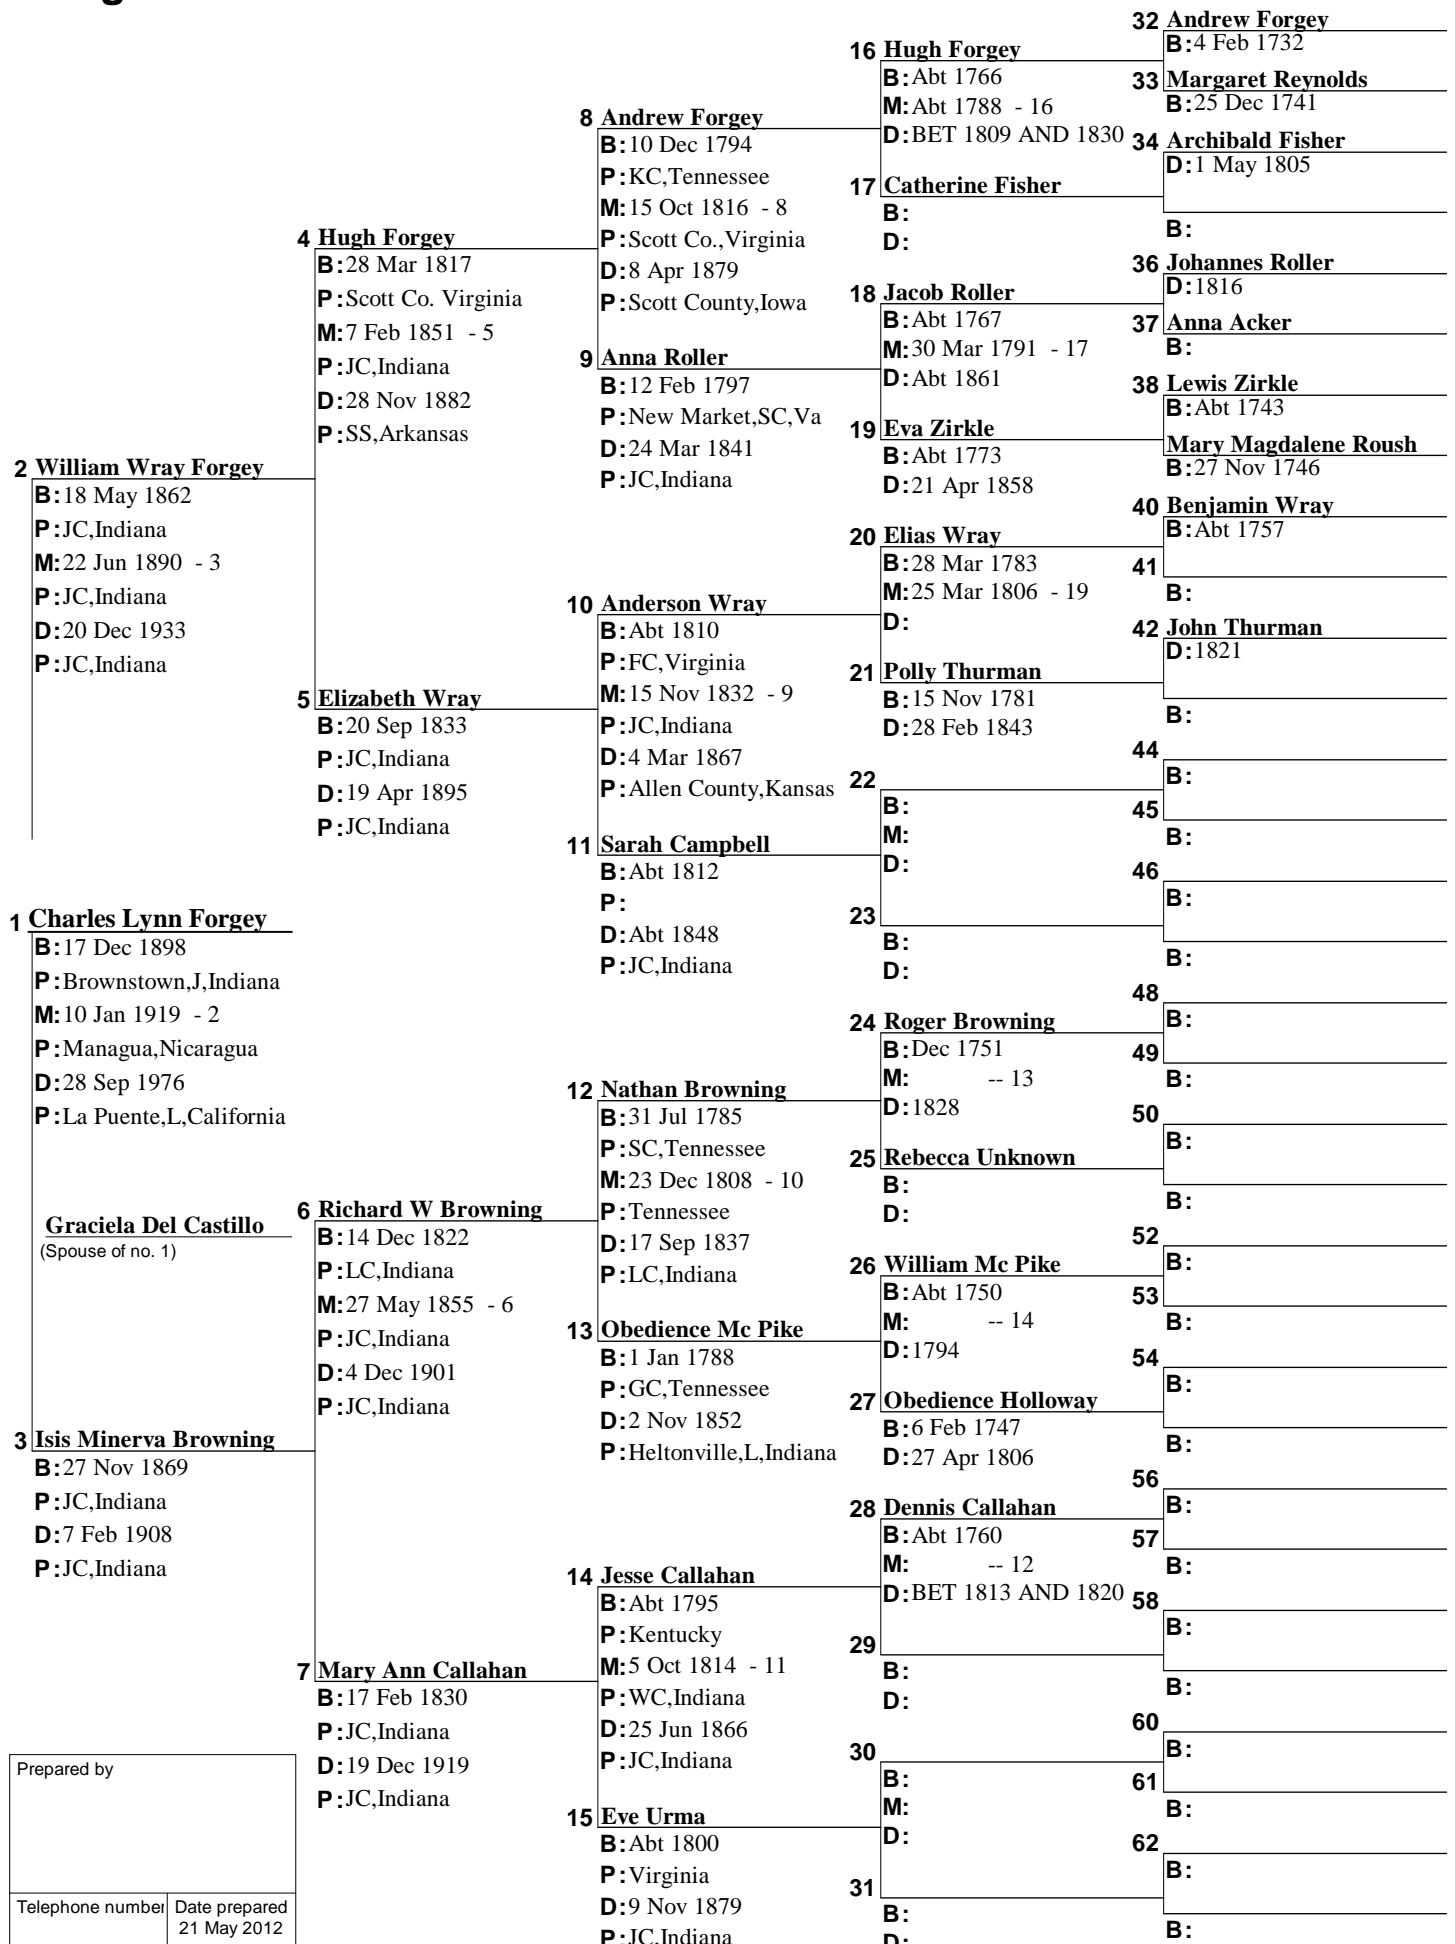 2 William Wray Forgey
B:18 May 1862
P:JC,Indiana
M:22 Jun 1890 - 3
P:JC,Indiana
D:20 Dec 1933
P:JC,Indiana
1 Charles Lynn Forgey
B:17 Dec 1898
P:Brownstown,J,Indiana
M:10 Jan 1919 - 2
P:Managua,Nicaragua
D:28 Sep 1976
P:La Puente,L,California
Graciela Del Castillo
(Spouse of no. 1)
3 Isis Minerva Browning
B:27 Nov 1869
P:JC,Indiana
D:7 Feb 1908
P:JC,Indiana
Prepared by
Telephone number
Date prepared
21 May 2012
4 Hugh Forgey
B:28 Mar 1817
P:Scott Co. Virginia
M:7 Feb 1851 - 5
P:JC,Indiana
D:28 Nov 1882
P:SS,Arkansas
5 Elizabeth Wray
B:20 Sep 1833
P:JC,Indiana
D:19 Apr 1895
P:JC,Indiana
6 Richard W Browning
B:14 Dec 1822
P:LC,Indiana
M:27 May 1855 - 6
P:JC,Indiana
D:4 Dec 1901
P:JC,Indiana
7 Mary Ann Callahan
B:17 Feb 1830
P:JC,Indiana
D:19 Dec 1919
P:JC,Indiana
8 Andrew Forgey
B:10 Dec 1794
P:KC,Tennessee
M:15 Oct 1816 - 8
P:Scott Co.,Virginia
D:8 Apr 1879
P:Scott County,Iowa
9 Anna Roller
B:12 Feb 1797
P:New Market,SC,Va
D:24 Mar 1841
P:JC,Indiana
10 Anderson Wray
B:Abt 1810
P:FC,Virginia
M:15 Nov 1832 - 9
P:JC,Indiana
D:4 Mar 1867
P:Allen County,Kansas
11 Sarah Campbell
B:Abt 1812
P:
D:Abt 1848
P:JC,Indiana
12 Nathan Browning
B:31 Jul 1785
P:SC,Tennessee
M:23 Dec 1808 - 10
P:Tennessee
D:17 Sep 1837
P:LC,Indiana
13 Obedience Mc Pike
B:1 Jan 1788
P:GC,Tennessee
D:2 Nov 1852
P:Heltonville,L,Indiana
14 Jesse Callahan
B:Abt 1795
P:Kentucky
M:5 Oct 1814 - 11
P:WC,Indiana
D:25 Jun 1866
P:JC,Indiana
15 Eve Urma
B:Abt 1800
P:Virginia
D:9 Nov 1879
P:JC,Indiana
16 Hugh Forgey
B:Abt 1766
M:Abt 1788 - 16
D:BET 1809 AND 1830
17 Catherine Fisher
B:
D:
18 Jacob Roller
B:Abt 1767
M:30 Mar 1791 - 17
D:Abt 1861
19 Eva Zirkle
B:Abt 1773
D:21 Apr 1858
20 Elias Wray
B:28 Mar 1783
M:25 Mar 1806 - 19
D:
21 Polly Thurman
B:15 Nov 1781
D:28 Feb 1843
22
B:
M:
D:
23
B:
D:
24 Roger Browning
B:Dec 1751
M: -- 13
D:1828
25 Rebecca Unknown
B:
D:
26 William Mc Pike
B:Abt 1750
M: -- 14
D:1794
27 Obedience Holloway
B:6 Feb 1747
D:27 Apr 1806
28 Dennis Callahan
B:Abt 1760
M: -- 12
D:BET 1813 AND 1820
29
B:
D:
30
B:
M:
D:
31
B:
D:
32 Andrew Forgey
B:4 Feb 1732
33 Margaret Reynolds
B:25 Dec 1741
34 Archibald Fisher
D:1 May 1805
B:
36 Johannes Roller
D:1816
37 Anna Acker
B:
38 Lewis Zirkle
B:Abt 1743
Mary Magdalene Roush
B:27 Nov 1746
40 Benjamin Wray
B:Abt 1757
41
B:
42 John Thurman
D:1821
B:
44
B:
45
B:
46
B:
B:
48
B:
49
B:
50
B:
B:
52
B:
53
B:
54
B:
B:
56
B:
57
B:
58
B:
B:
60
B:
61
B:
62
B:
B: